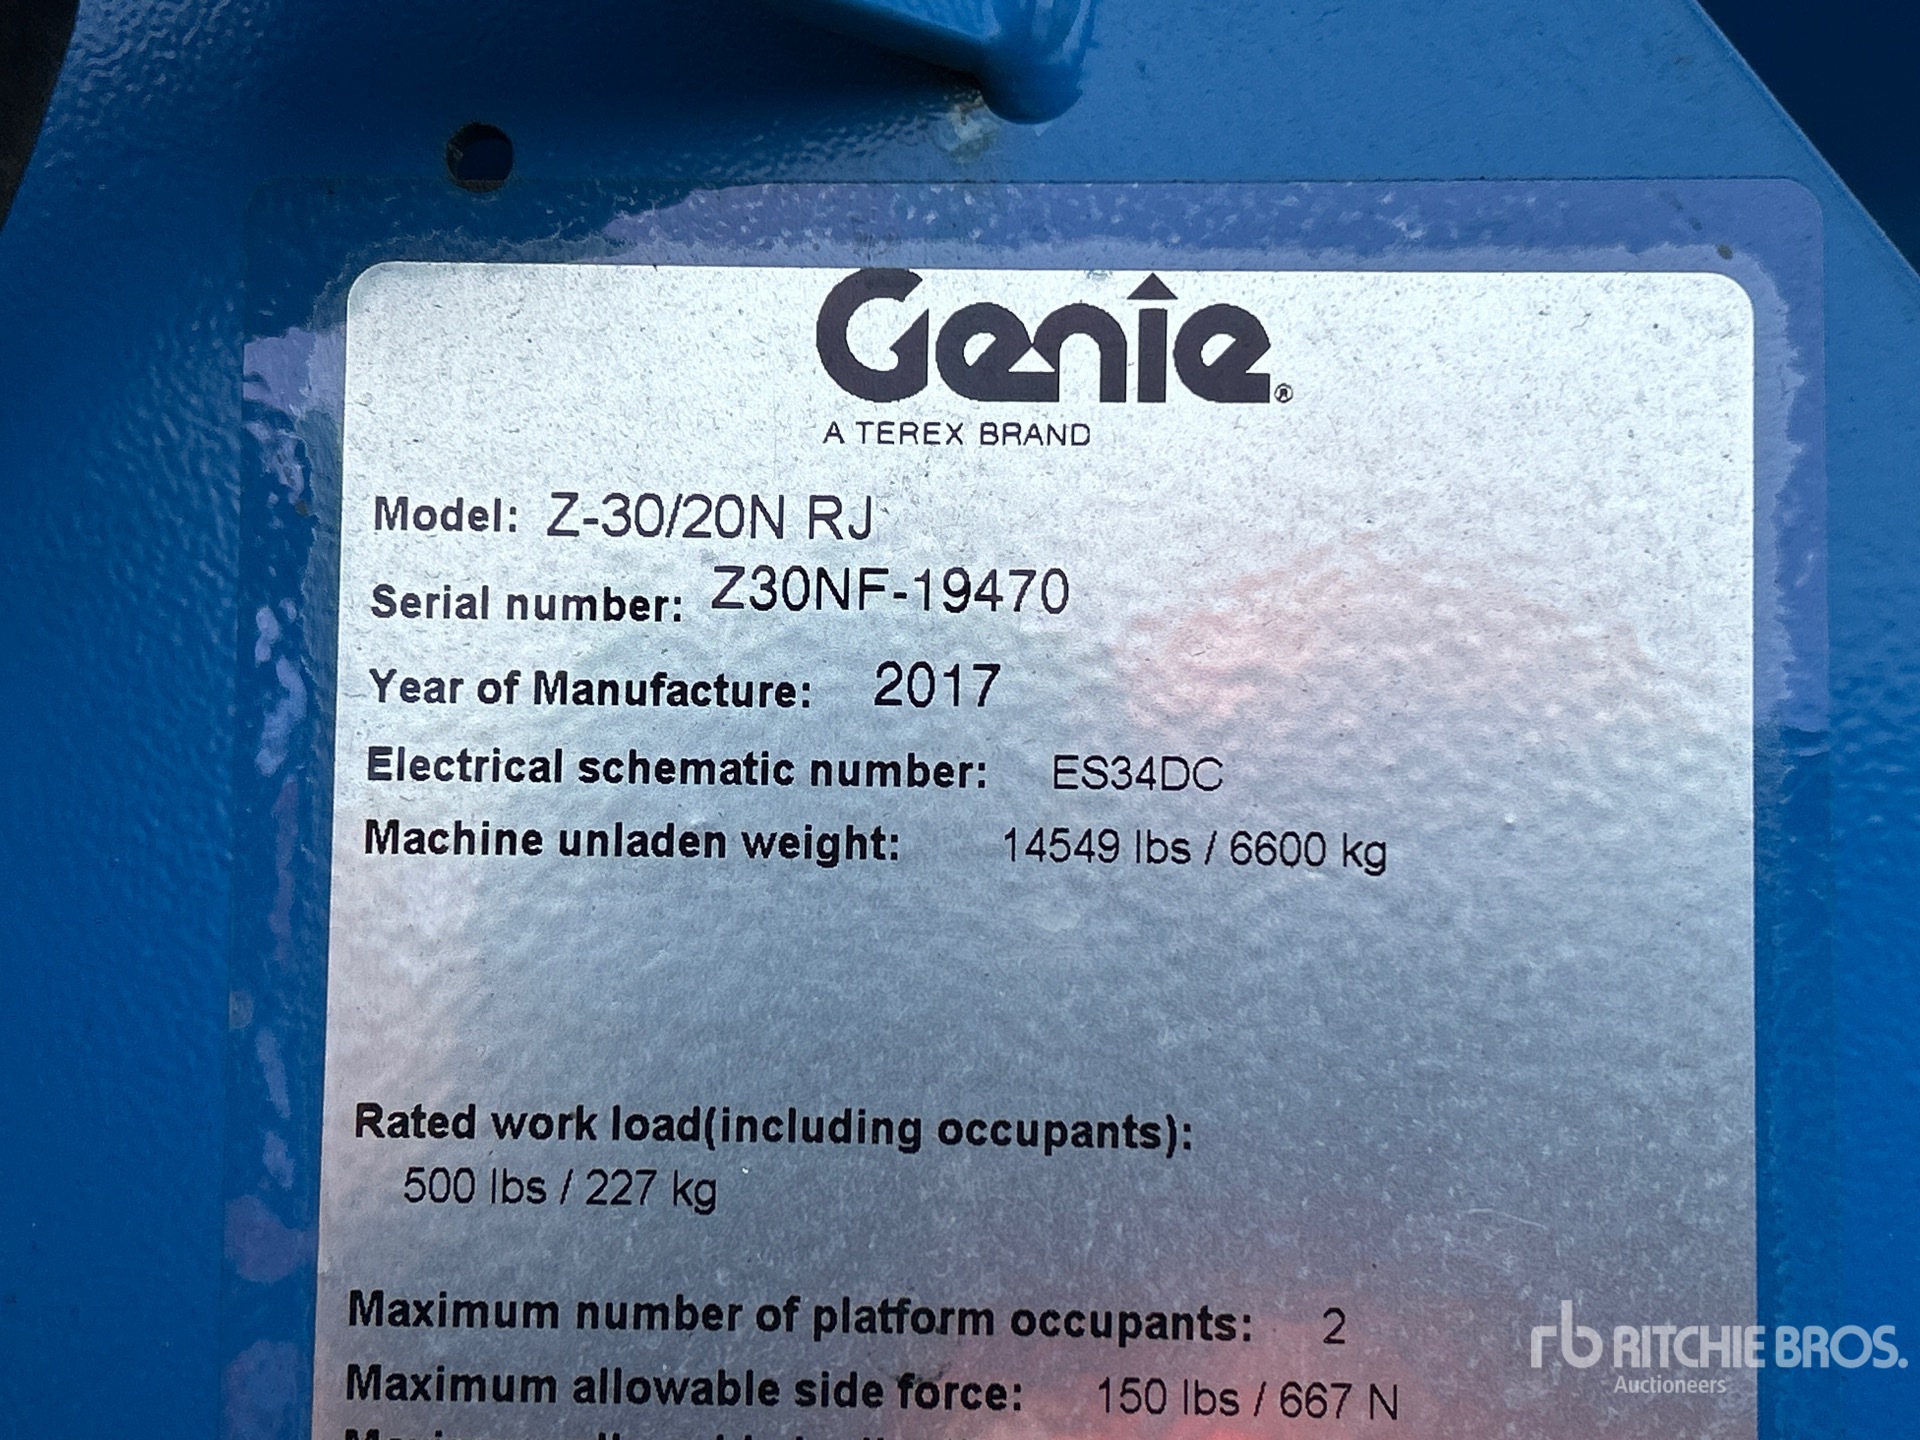 Genie®
A TEREX BRAND
Model: Z-30/20N RJ
Serial number: Z30NF-19470
Year of Manufacture: 2017
Electrical schematic number: ES34DC
Machine unladen weight: 14549 lbs / 6600 kg
Rated work load(including occupants):
500 lbs / 227 kg
Maximum number of platform occupants: 2
Maximum allowable side force: 150 lbs / 667 N
rb RITCHIE BROS.
Auctioneers